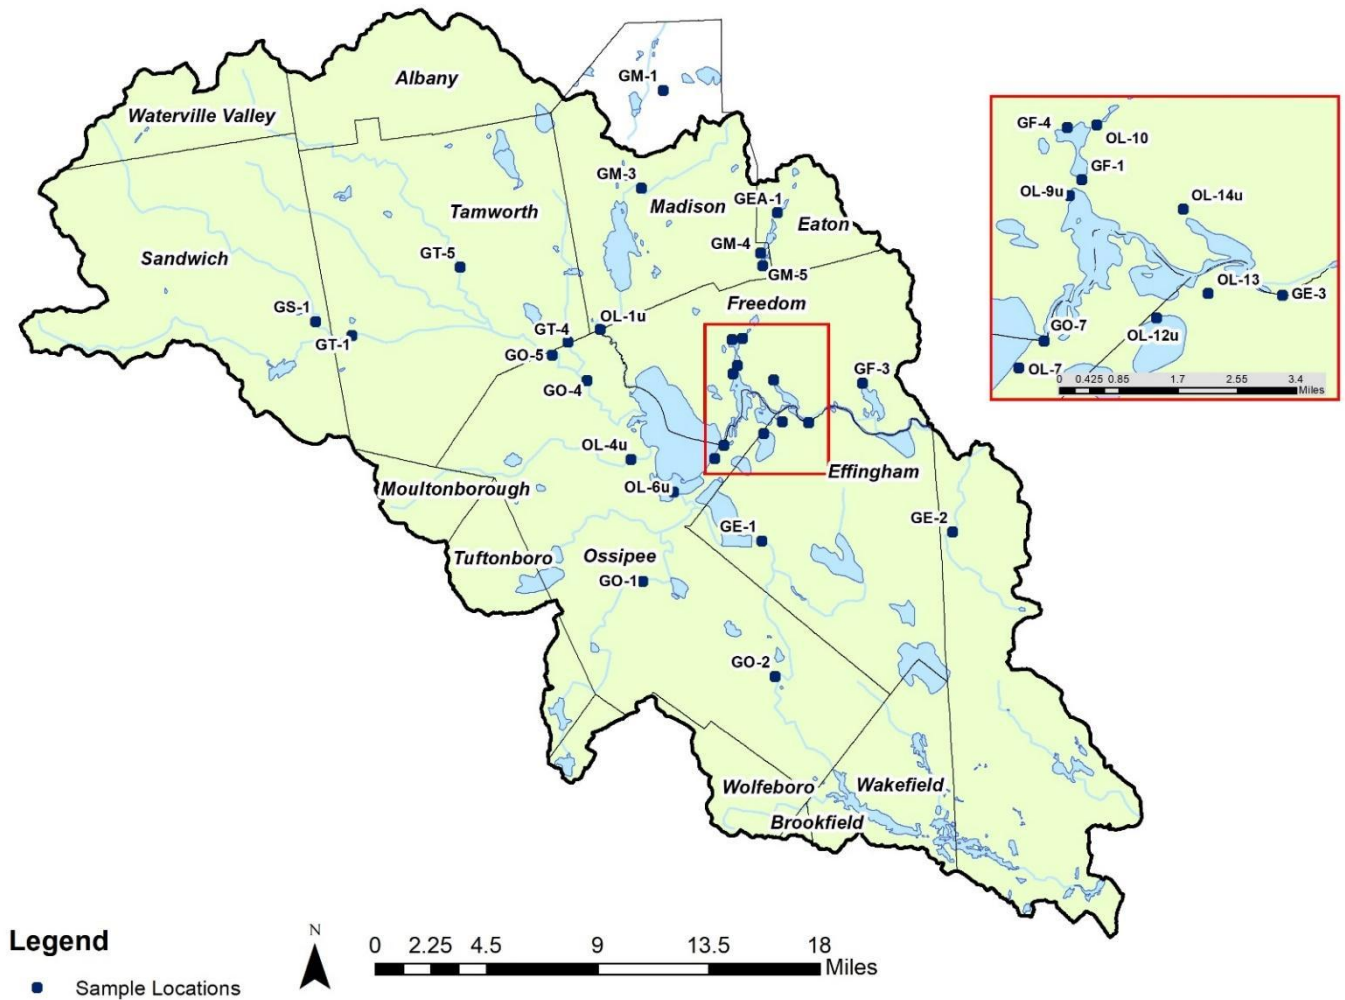 GM-1
Albany
Waterville Valley
GF-4
OL-10
GF-1
OL-9u
OL-14u
OL-13
GE-3
GO-7
OL-12u
OL-7
0 0.425 0.85 1.7 2.55 3.4
Miles
GM-3
Madison
GEA-1
Tamworth
Eaton
Sandwich
GT-5
GM-4
GM-5
Freedom
GS-1
GT-1
OL-1u
GT-4
GO-5
GO-4
GF-3
OL-4u
Effingham
Moultonborough
OL-6u
GE-1
GE-2
Tuftonboro
Ossipee
GO-1
GO-2
Wolfeboro
Wakefield
Brookfield
Legend
Sample Locations
N
0 2.25 4.5 9 13.5 18
Miles